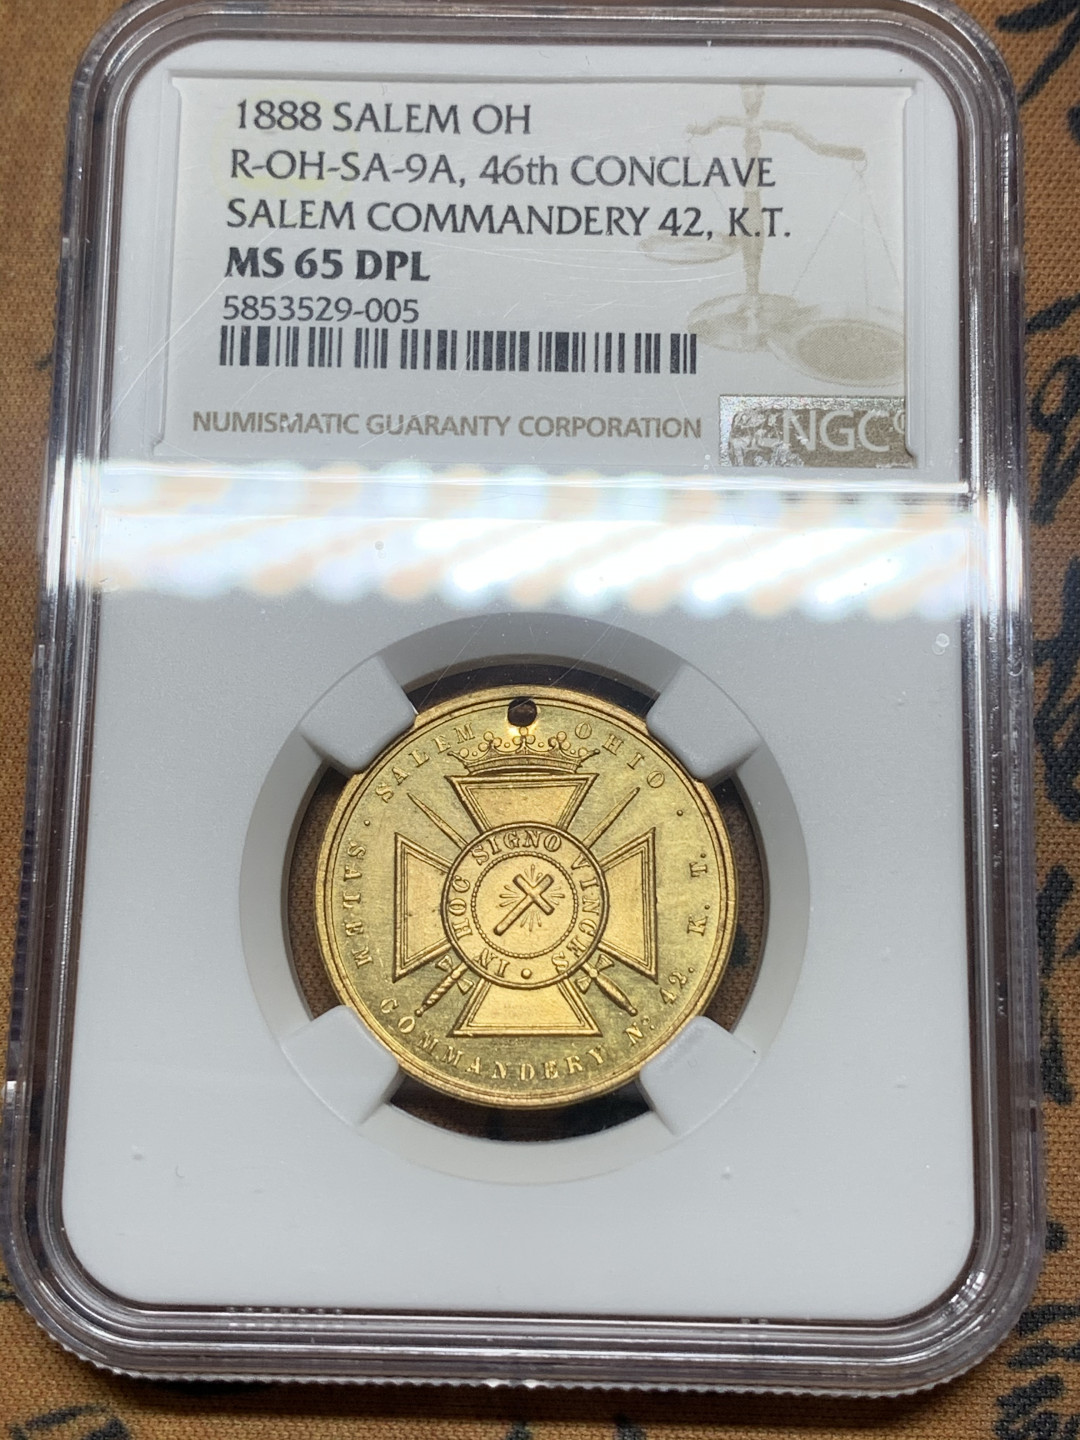 1888 SALEM OH
R-OH-SA-9A, 46th CONCLAVE
SALEM COMMANDERY 42, K.T.
MS 65 DPL
5853529-005
NUMISMATIC GUARANTY CORPORATION
NGC
METUS · SALEM OHIO · K. T.
COMMANDERY Nº 42.
IN HOC SIGNO VINCES ·